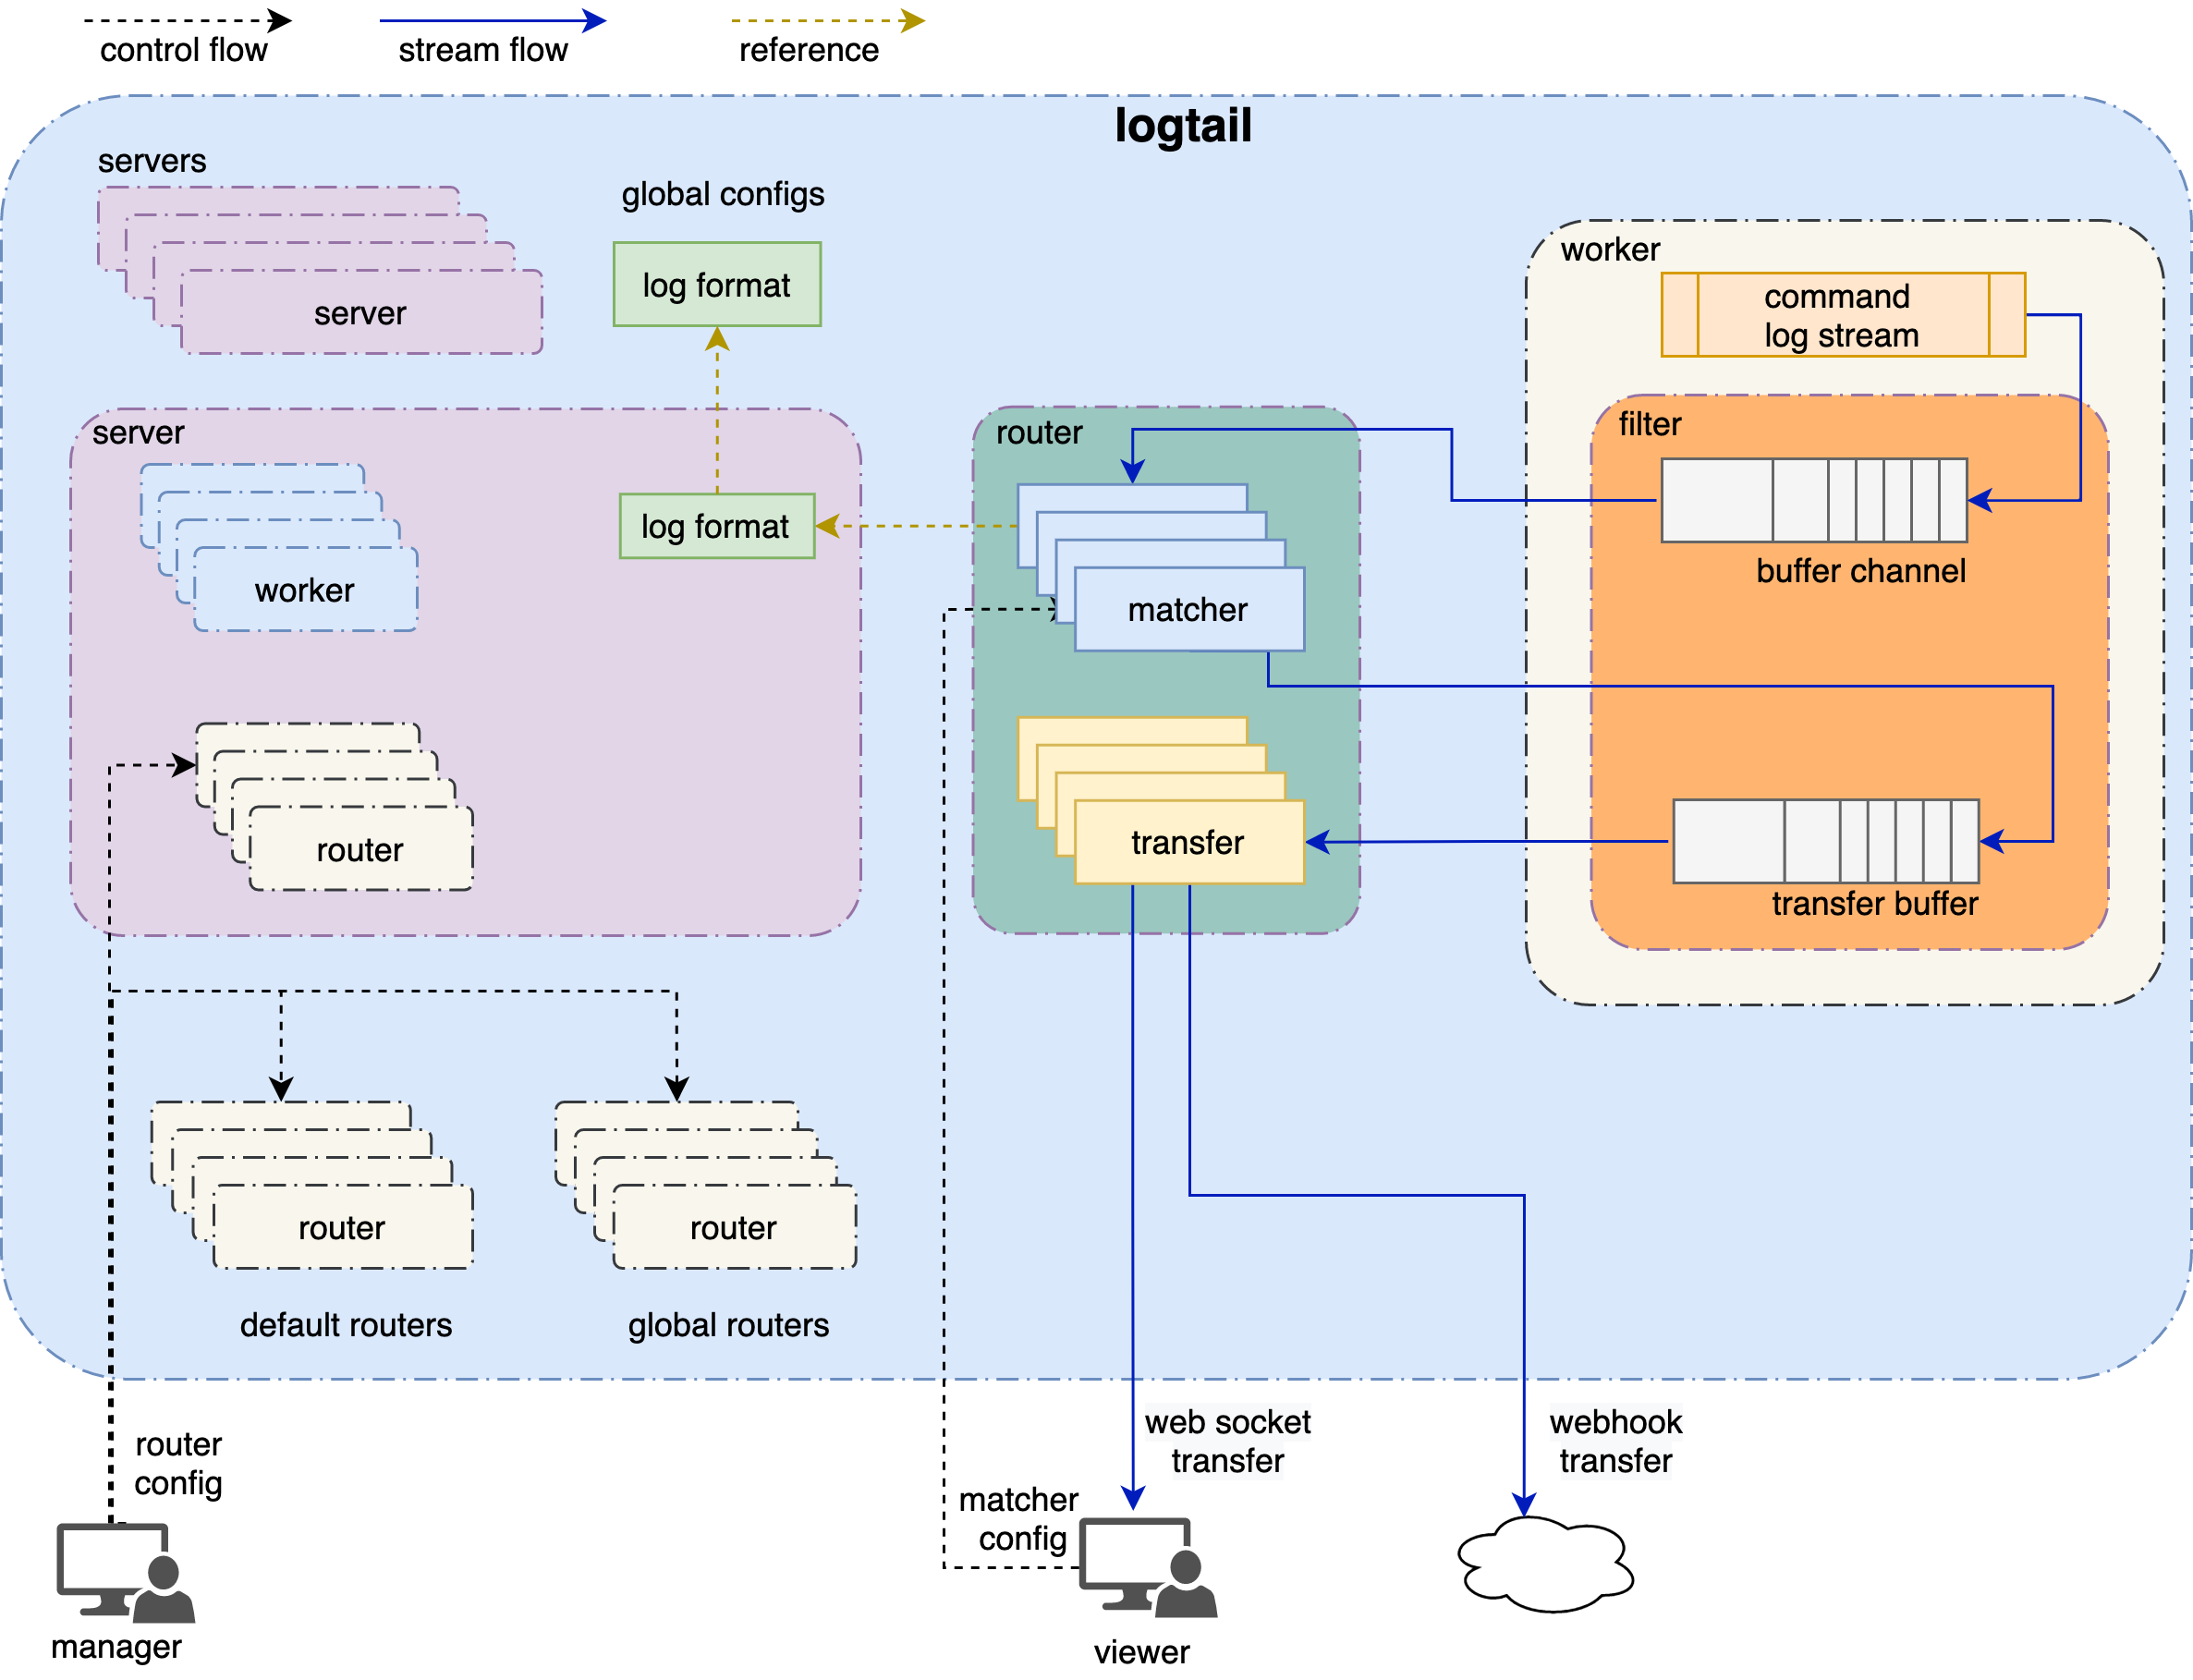 control flow
stream flow
reference
logtail
servers
server
global configs
log format
worker
command
log stream
server
worker
router
log format
router
matcher
transfer
filter
buffer channel
transfer buffer
router
default routers
router
global routers
router
config
manager
matcher
config
web socket
transfer
viewer
webhook
transfer